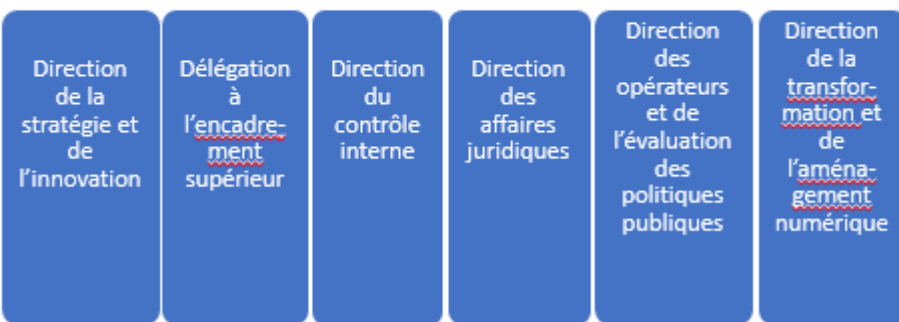 Direction
de la
stratégie et
de
l'innovation
Délégation
à
l'encadre-
ment
supérieur
Direction
du
contrôle
interne
Direction
des
affaires
juridiques
Direction
des
opérateurs
et de
l'évaluation
des
politiques
publiques
Direction
de la
transfor-
mation et
de
l'aména-
gement
numérique